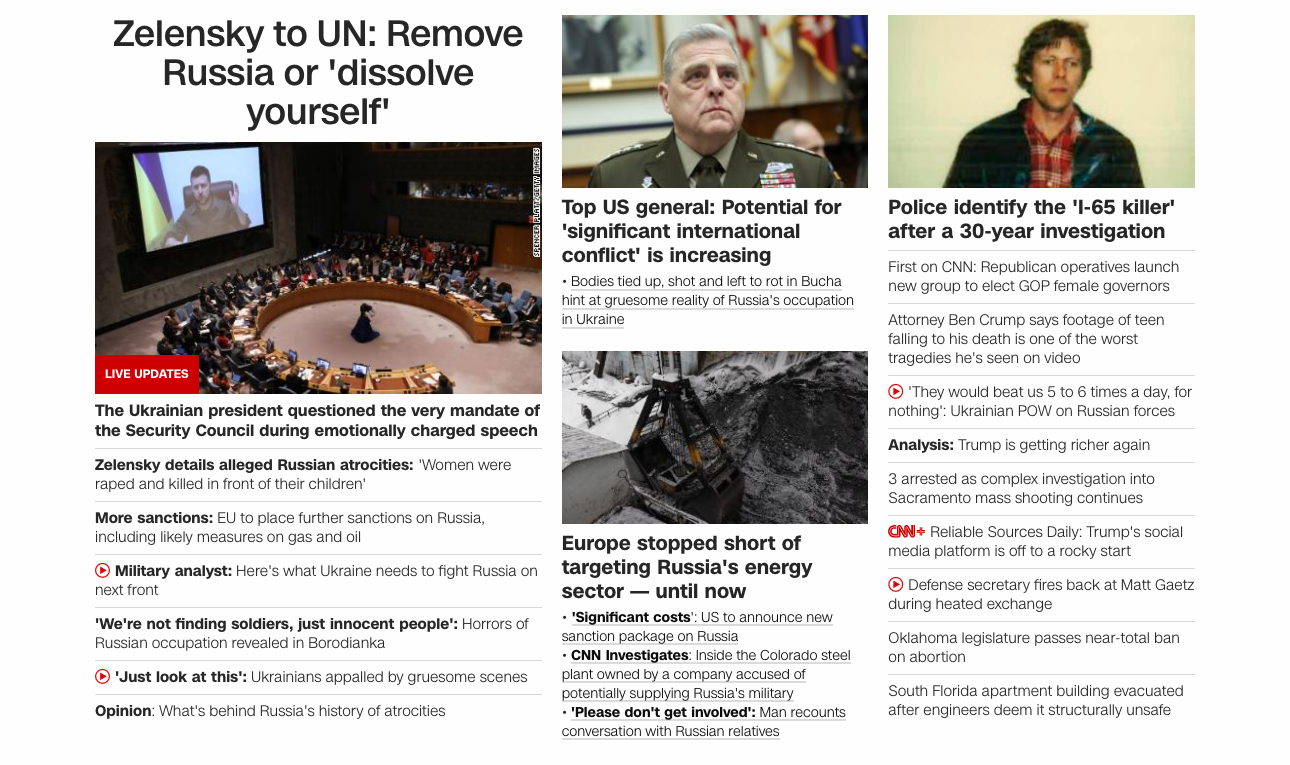 Zelensky to UN: Remove
Russia or 'dissolve
yourself'
SPENCER PLATT/GETTY IMAGES
LIVE UPDATES
The Ukrainian president questioned the very mandate of
the Security Council during emotionally charged speech
Zelensky details alleged Russian atrocities: 'Women were
raped and killed in front of their children'
More sanctions: EU to place further sanctions on Russia,
including likely measures on gas and oil
Military analyst: Here's what Ukraine needs to fight Russia on
next front
'We're not finding soldiers, just innocent people': Horrors of
Russian occupation revealed in Borodianka
'Just look at this': Ukrainians appalled by gruesome scenes
Opinion: What's behind Russia's history of atrocities
Top US general: Potential for
'significant international
conflict' is increasing
• Bodies tied up, shot and left to rot in Bucha
hint at gruesome reality of Russia's occupation
in Ukraine
Europe stopped short of
targeting Russia's energy
sector — until now
• 'Significant costs': US to announce new
sanction package on Russia
• CNN Investigates: Inside the Colorado steel
plant owned by a company accused of
potentially supplying Russia's military
• 'Please don't get involved': Man recounts
conversation with Russian relatives
Police identify the 'I-65 killer'
after a 30-year investigation
First on CNN: Republican operatives launch
new group to elect GOP female governors
Attorney Ben Crump says footage of teen
falling to his death is one of the worst
tragedies he's seen on video
'They would beat us 5 to 6 times a day, for
nothing': Ukrainian POW on Russian forces
Analysis: Trump is getting richer again
3 arrested as complex investigation into
Sacramento mass shooting continues
CNN+ Reliable Sources Daily: Trump's social
media platform is off to a rocky start
Defense secretary fires back at Matt Gaetz
during heated exchange
Oklahoma legislature passes near-total ban
on abortion
South Florida apartment building evacuated
after engineers deem it structurally unsafe